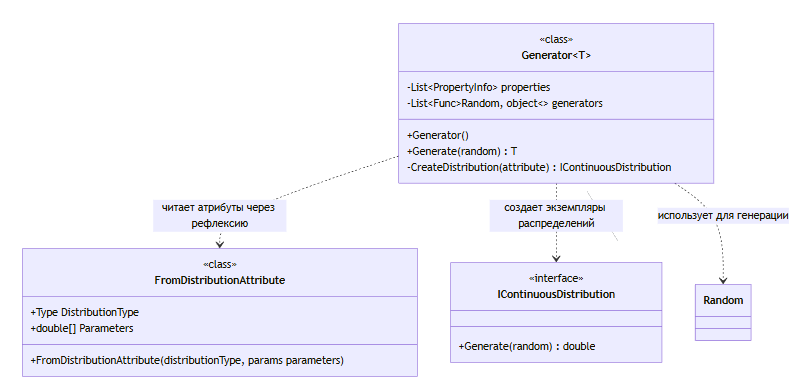 «class»
Generator<T>
-List<PropertyInfo> properties
-List<Func>Random, object<> generators
+Generator()
+Generate(random) : T
-CreateDistribution(attribute) : IContinuousDistribution
читает атрибуты через
рефлексию
создает экземпляры
распределений
использует для генерации
«class»
FromDistributionAttribute
+Type DistributionType
+double[] Parameters
+FromDistributionAttribute(distributionType, params parameters)
«interface»
IContinuousDistribution
+Generate(random) : double
Random